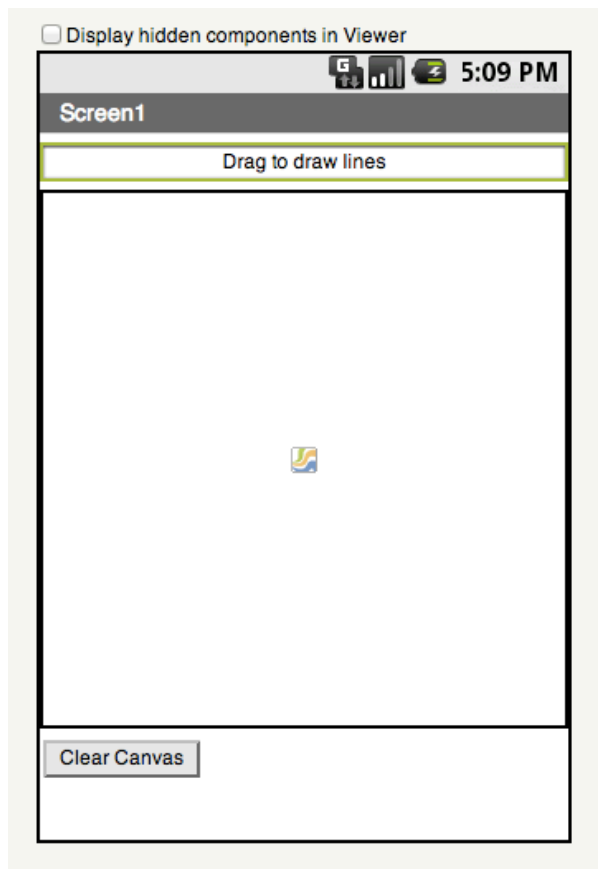 Display hidden components in Viewer
G 5:09 PM
Screen1
Drag to draw lines
Clear Canvas